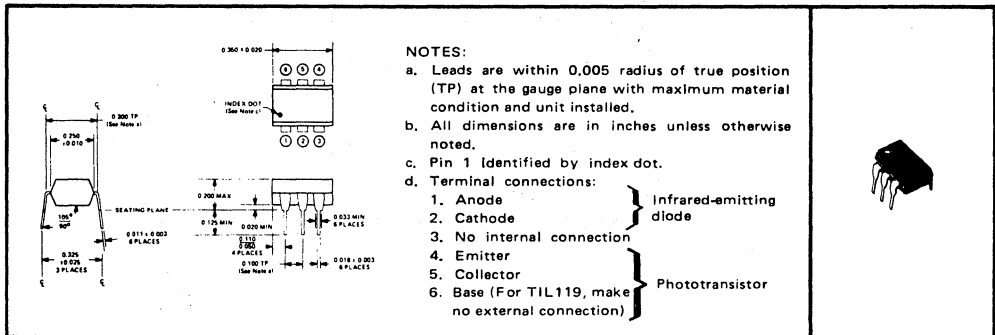 0.350 ± 0.020
⑥ ⑤ ④
INDEX DOT
(See Note c)
① ② ③
℄ ℄
0.300 TP
(See Note a)
0.250
±0.010
0.200 MAX
SEATING PLANE
105°
90°
0.125 MIN
0.020 MIN
0.033 MIN
6 PLACES
0.011 ± 0.003
6 PLACES
0.110
0.050
4 PLACES
0.325
±0.025
3 PLACES
0.100 TP
(See Note a)
0.018 ± 0.003
6 PLACES
℄ ℄
NOTES:
a. Leads are within 0.005 radius of true position
(TP) at the gauge plane with maximum material
condition and unit installed.
b. All dimensions are in inches unless otherwise
noted.
c. Pin 1 identified by index dot.
d. Terminal connections:
1. Anode
2. Cathode
Infrared-emitting
diode
3. No internal connection
4. Emitter
5. Collector
6. Base (For TIL119, make
no external connection)
Phototransistor